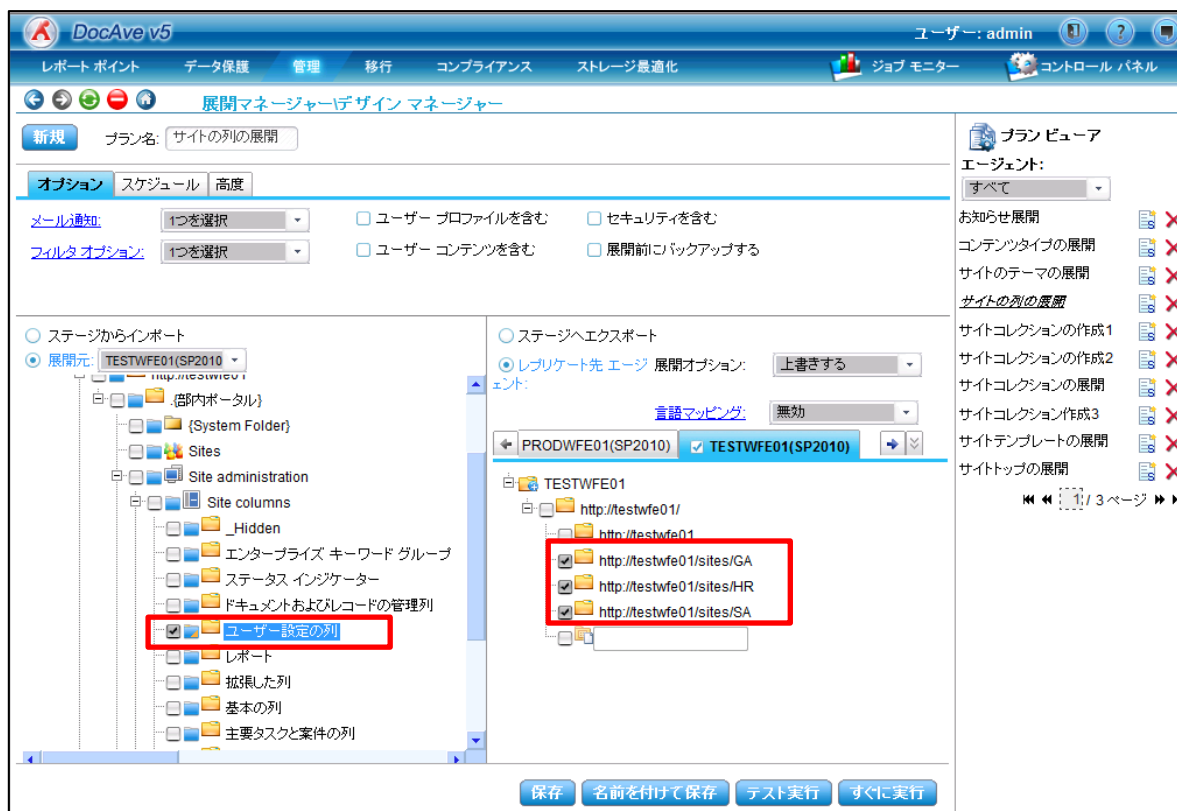 DocAve v5
ユーザー: admin
レポート ポイント データ保護 管理 移行 コンプライアンス ストレージ最適化 ジョブ モニター コントロール パネル
展開マネージャー\デザイン マネージャー
新規 プラン名: サイトの列の展開
オプション スケジュール 高度
メール通知: 1つを選択 ユーザー プロファイルを含む セキュリティを含む
フィルタ オプション: 1つを選択 ユーザー コンテンツを含む 展開前にバックアップする
ステージからインポート
展開元: TESTWFE01(SP2010
http://testwfe01
.{部内ポータル}
{System Folder}
Sites
Site administration
Site columns
_Hidden
エンタープライズ キーワード グループ
ステータス インジケーター
ドキュメントおよびレコードの管理列
ユーザー設定の列
レポート
拡張した列
基本の列
主要タスクと案件の列
ステージへエクスポート
レプリケート先 エージェント: 展開オプション: 上書きする
言語マッピング: 無効
PRODWFE01(SP2010) TESTWFE01(SP2010)
TESTWFE01
http://testwfe01/
http://testwfe01
http://testwfe01/sites/GA
http://testwfe01/sites/HR
http://testwfe01/sites/SA
保存 名前を付けて保存 テスト実行 すぐに実行
プラン ビューア
エージェント:
すべて
お知らせ展開
コンテンツタイプの展開
サイトのテーマの展開
サイトの列の展開
サイトコレクションの作成1
サイトコレクションの作成2
サイトコレクションの展開
サイトコレクション作成3
サイトテンプレートの展開
サイトトップの展開
1 / 3 ページ